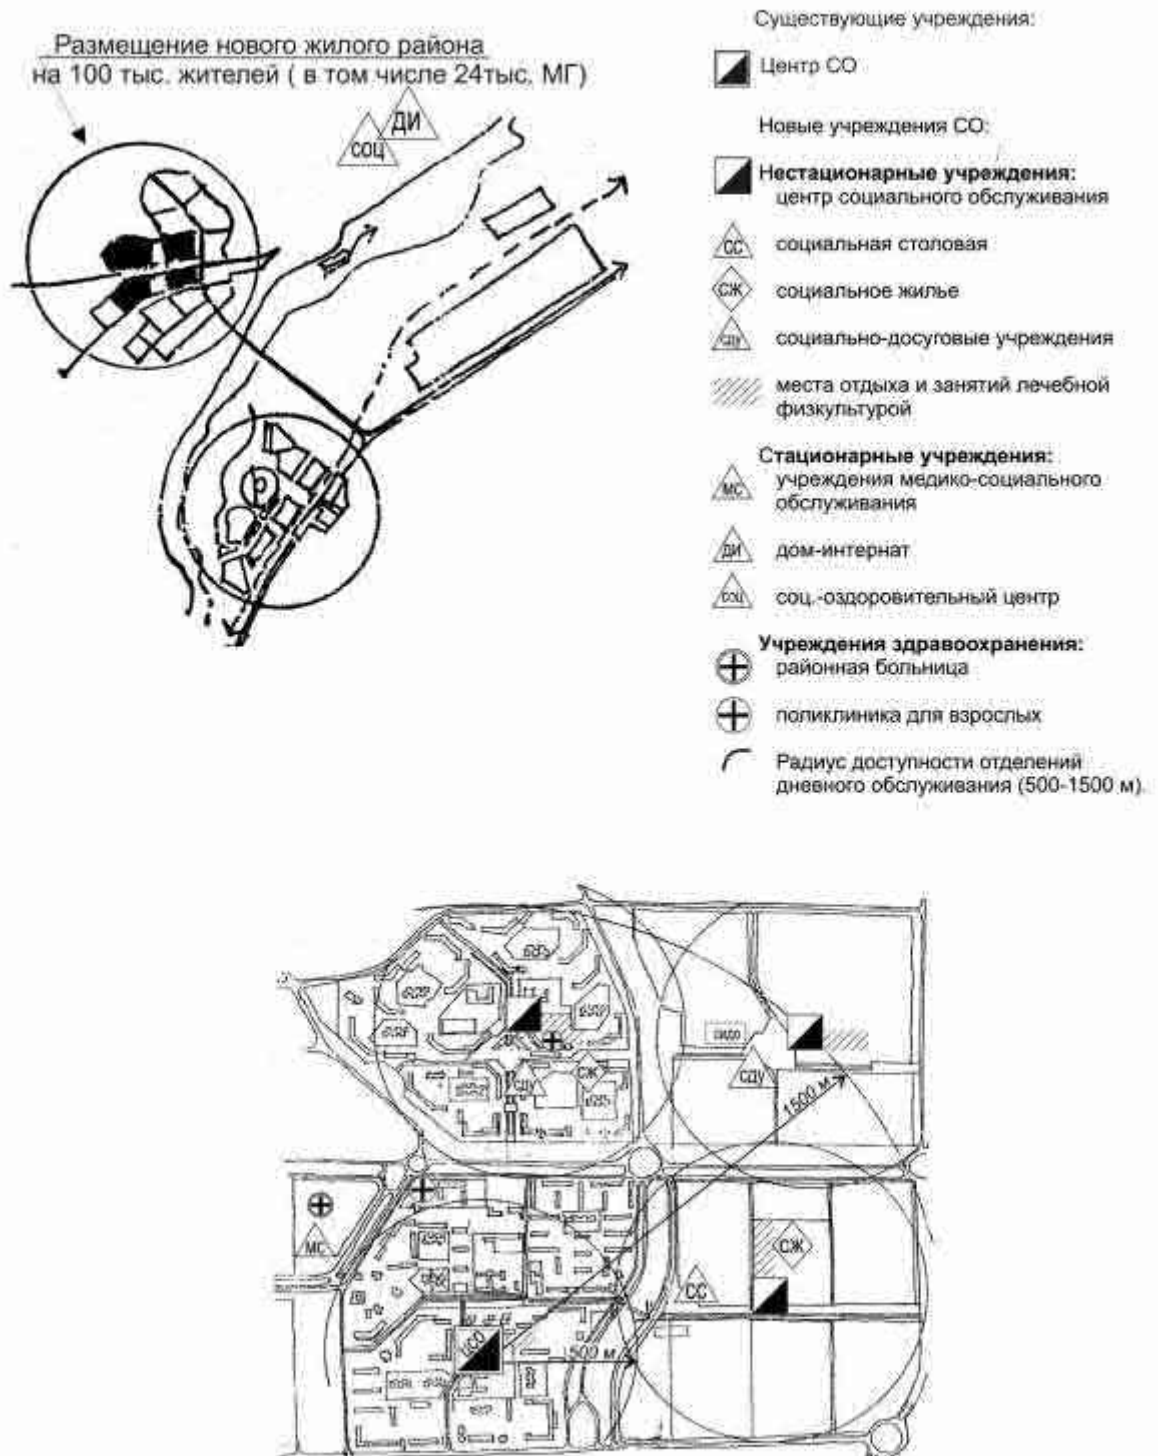 Размещение нового жилого района
на 100 тыс. жителей ( в том числе 24тыс. МГ)
ДИ
СОЦ
Существующие учреждения:
Центр СО
Новые учреждения СО:
Нестационарные учреждения:
центр социального обслуживания
СС социальная столовая
СЖ социальное жилье
СДУ социально-досуговые учреждения
места отдыха и занятий лечебной
физкультурой
Стационарные учреждения:
МС учреждения медико-социального
обслуживания
ДИ дом-интернат
СОЦ соц.-оздоровительный центр
Учреждения здравоохранения:
районная больница
поликлиника для взрослых
Радиус доступности отделений
дневного обслуживания (500-1500 м).
СДУ
СЖ
СДУ
1500 м
МС
СЖ
СС
ЦСО
500 м